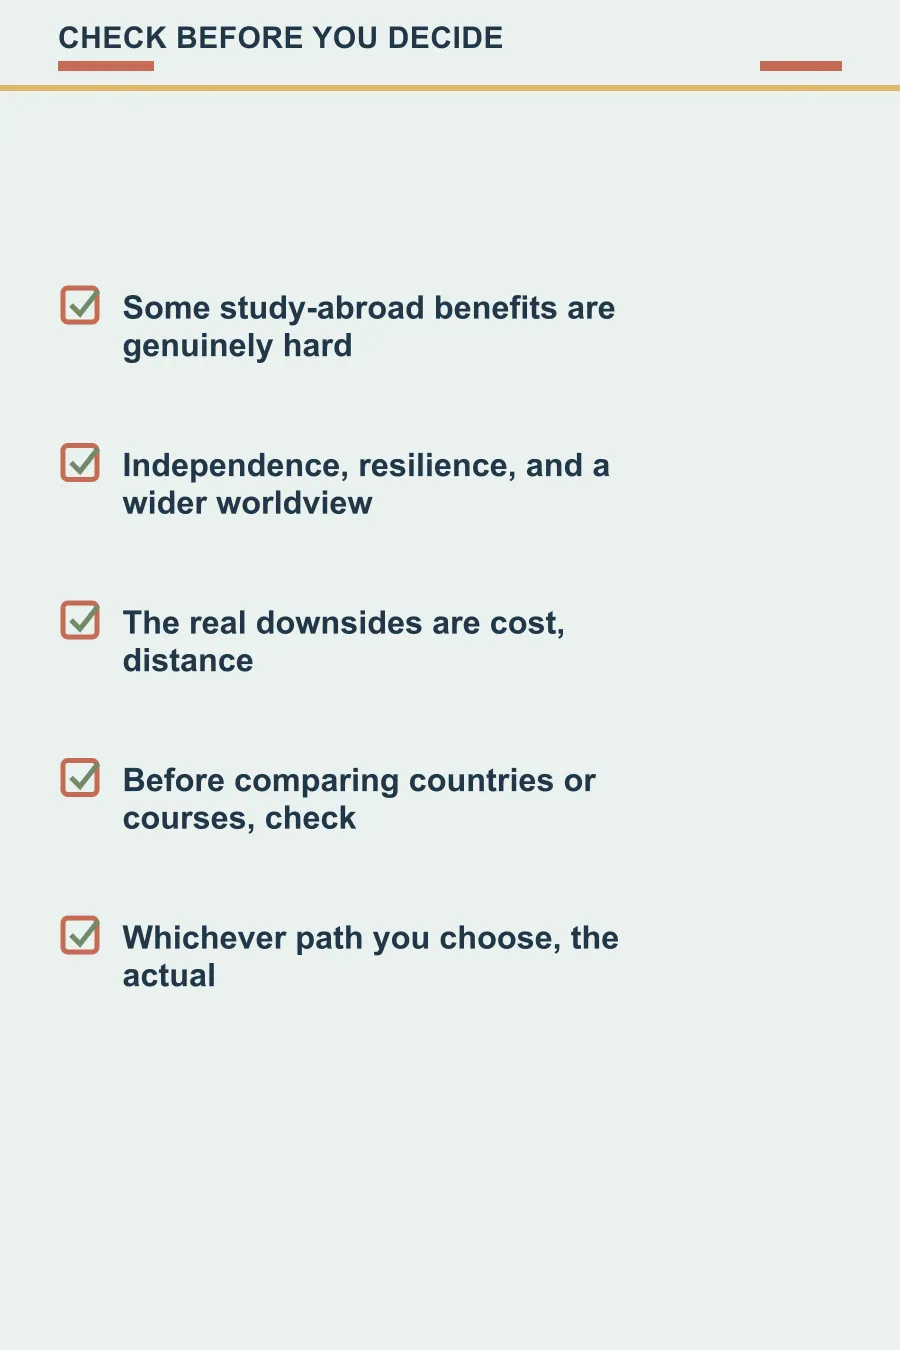 CHECK BEFORE YOU DECIDE
Some study-abroad benefits are
genuinely hard
Independence, resilience, and a
wider worldview
The real downsides are cost,
distance
Before comparing countries or
courses, check
Whichever path you choose, the
actual